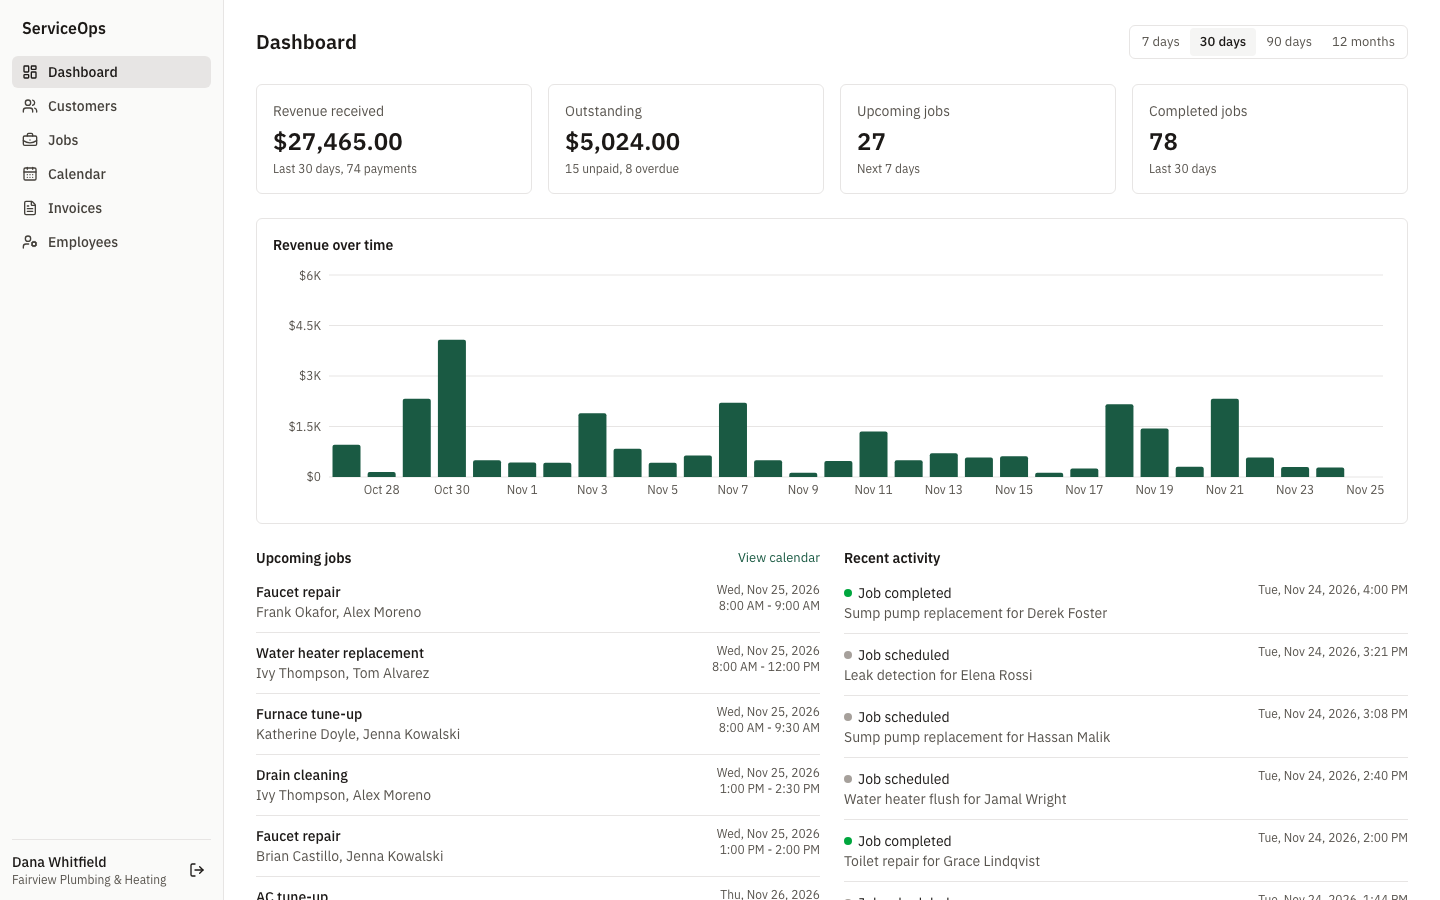 ServiceOps
Dashboard
Customers
Jobs
Calendar
Invoices
Employees
Dana Whitfield
Fairview Plumbing & Heating
Dashboard
7 days 30 days 90 days 12 months
Revenue received
$27,465.00
Last 30 days, 74 payments
Outstanding
$5,024.00
15 unpaid, 8 overdue
Upcoming jobs
27
Next 7 days
Completed jobs
78
Last 30 days
Revenue over time
$6K
$4.5K
$3K
$1.5K
$0
Oct 28 Oct 30 Nov 1 Nov 3 Nov 5 Nov 7 Nov 9 Nov 11 Nov 13 Nov 15 Nov 17 Nov 19 Nov 21 Nov 23 Nov 25
Upcoming jobs View calendar
Faucet repair Wed, Nov 25, 2026
Frank Okafor, Alex Moreno 8:00 AM - 9:00 AM
Water heater replacement Wed, Nov 25, 2026
Ivy Thompson, Tom Alvarez 8:00 AM - 12:00 PM
Furnace tune-up Wed, Nov 25, 2026
Katherine Doyle, Jenna Kowalski 8:00 AM - 9:30 AM
Drain cleaning Wed, Nov 25, 2026
Ivy Thompson, Alex Moreno 1:00 PM - 2:30 PM
Faucet repair Wed, Nov 25, 2026
Brian Castillo, Jenna Kowalski 1:00 PM - 2:00 PM
AC tune-up Thu, Nov 26, 2026
Recent activity
Job completed Tue, Nov 24, 2026, 4:00 PM
Sump pump replacement for Derek Foster
Job scheduled Tue, Nov 24, 2026, 3:21 PM
Leak detection for Elena Rossi
Job scheduled Tue, Nov 24, 2026, 3:08 PM
Sump pump replacement for Hassan Malik
Job scheduled Tue, Nov 24, 2026, 2:40 PM
Water heater flush for Jamal Wright
Job completed Tue, Nov 24, 2026, 2:00 PM
Toilet repair for Grace Lindqvist
Tue, Nov 24, 2026, 1:44 PM